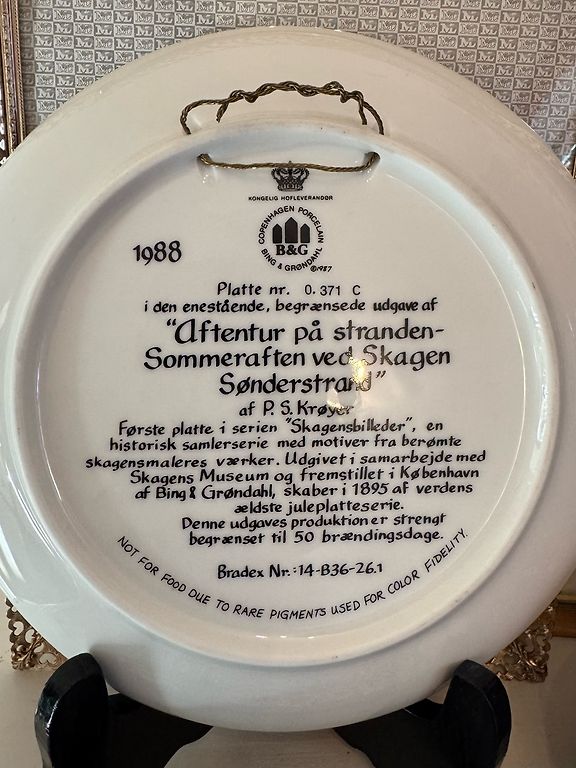 KONGELIG HOFLEVERANDØR
COPENHAGEN PORCELAIN
B&G
BING & GRØNDAHL
©1987
1988
Platte nr. 0.371 C
i den enestående, begrænsede udgave af
"Aftentur på stranden-
Sommeraften ved Skagen
Sønderstrand"
af P. S. Krøyer
Første platte i serien "Skagensbilleder", en
historisk samlerserie med motiver fra berømte
skagensmaleres værker. Udgivet i samarbejde med
Skagens Museum og fremstillet i København
af Bing & Grøndahl, skaber i 1895 af verdens
ældste juleplatteserie.
Denne udgaves produktion er strengt
begrænset til 50 brændingsdage.
Bradex Nr.:14-B36-26.1
NOT FOR FOOD DUE TO RARE PIGMENTS USED FOR COLOR FIDELITY.